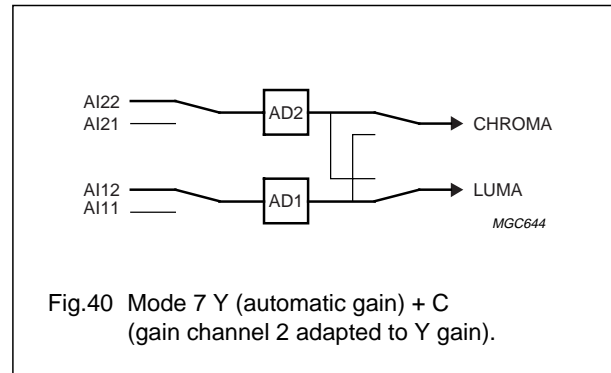 AI22
AI21
AD2
CHROMA
AI12
AI11
AD1
LUMA
MGC644
Fig.40 Mode 7 Y (automatic gain) + C
(gain channel 2 adapted to Y gain).